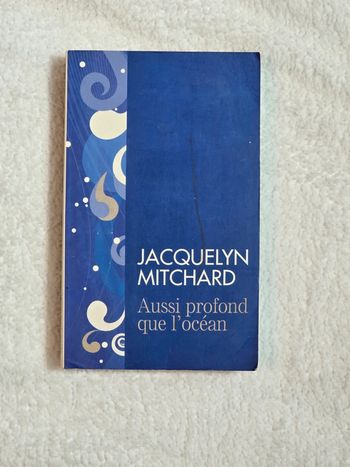 JACQUELYN
MITCHARD
Aussi profond
que l'océan